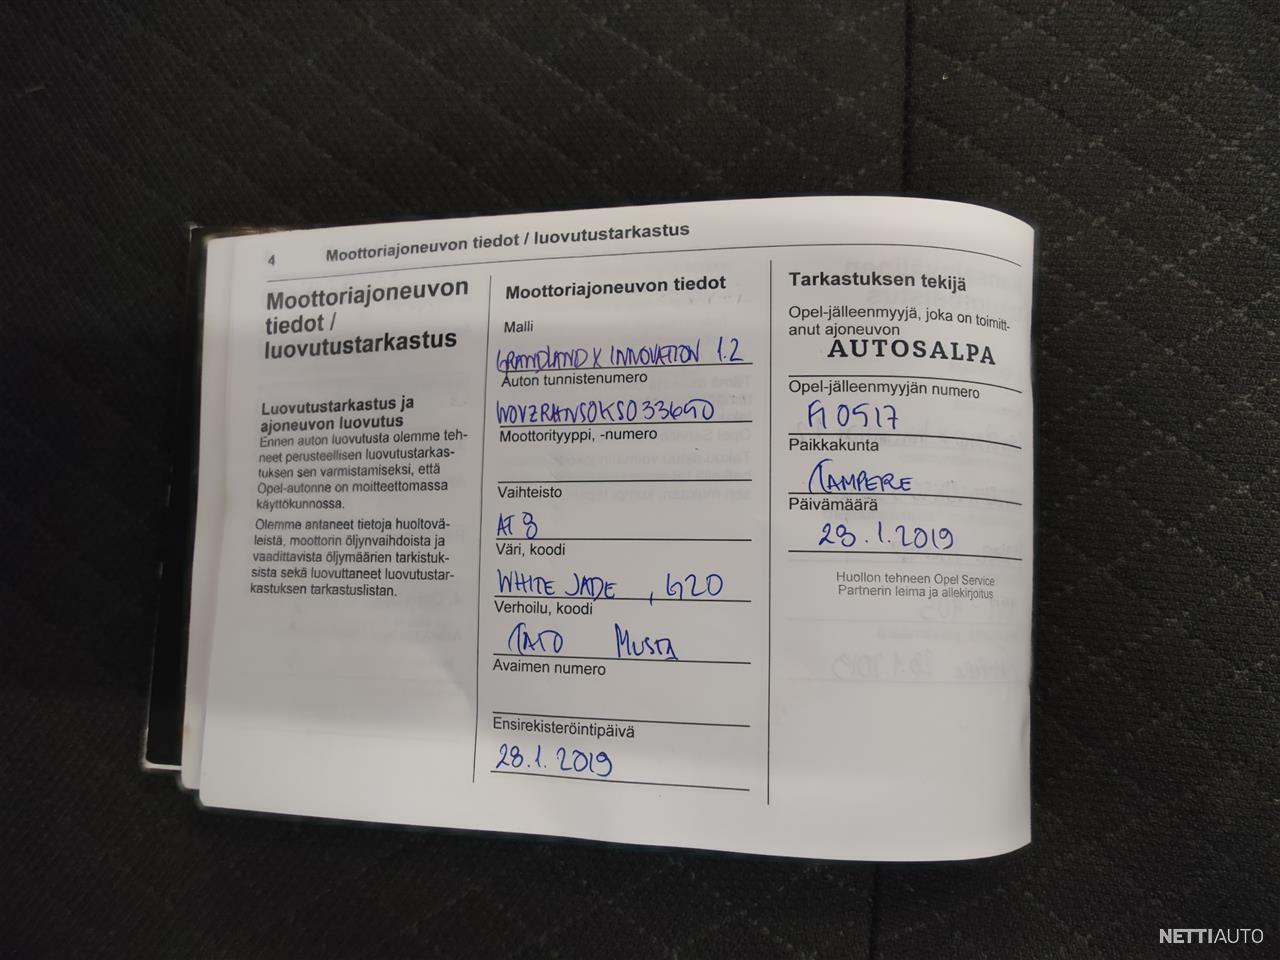 4
Moottoriajoneuvon tiedot / luovutustarkastus
Moottoriajoneuvon
tiedot /
luovutustarkastus
Luovutustarkastus ja
ajoneuvon luovutus
Ennen auton luovutusta olemme teh-
neet perusteellisen luovutustarkas-
tuksen sen varmistamiseksi, että
Opel-autonne on moitteettomassa
käyttökunnossa.
Olemme antaneet tietoja huoltovä-
leistä, moottorin öljynvaihdoista ja
vaadittavista öljymäärien tarkistuk-
sista sekä luovuttaneet luovutustar-
kastuksen tarkastuslistan.
Moottoriajoneuvon tiedot
Malli
GRANDLAND X INNOVATION 1.2
Auton tunnistenumero
W0VZRANS0KS033690
Moottorityyppi, -numero
Vaihteisto
AT 8
Väri, koodi
WHITE JADE , G20
Verhoilu, koodi
TATO MUSTA
Avaimen numero
Ensirekisteröintipäivä
28.1.2019
Tarkastuksen tekijä
Opel-jälleenmyyjä, joka on toimitt-
anut ajoneuvon
AUTOSALPA
Opel-jälleenmyyjän numero
FI0517
Paikkakunta
TAMPERE
Päivämäärä
28.1.2019
Huollon tehneen Opel Service
Partnerin leima ja allekirjoitus
NETTIAUTO